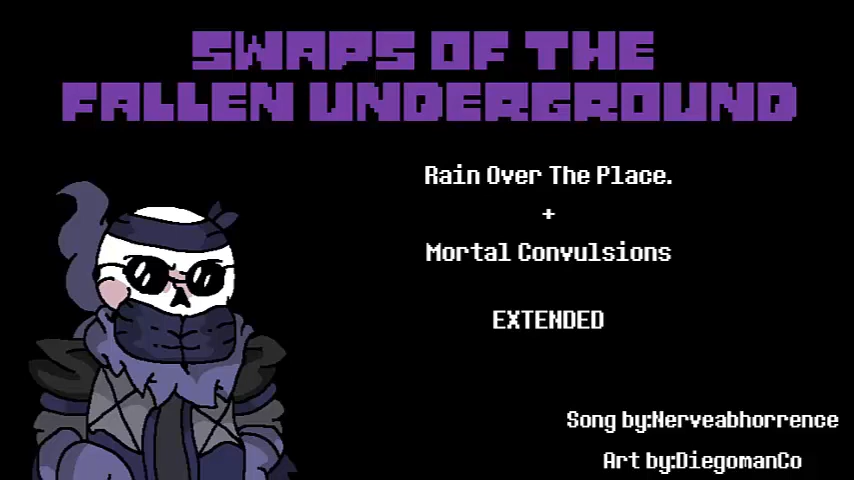 SWAPS OF THE
FALLEN UNDERGROUND
Rain Over The Place.
+
Mortal Convulsions
EXTENDED
Song by:Nerveabhorrence
Art by:DiegomanCo